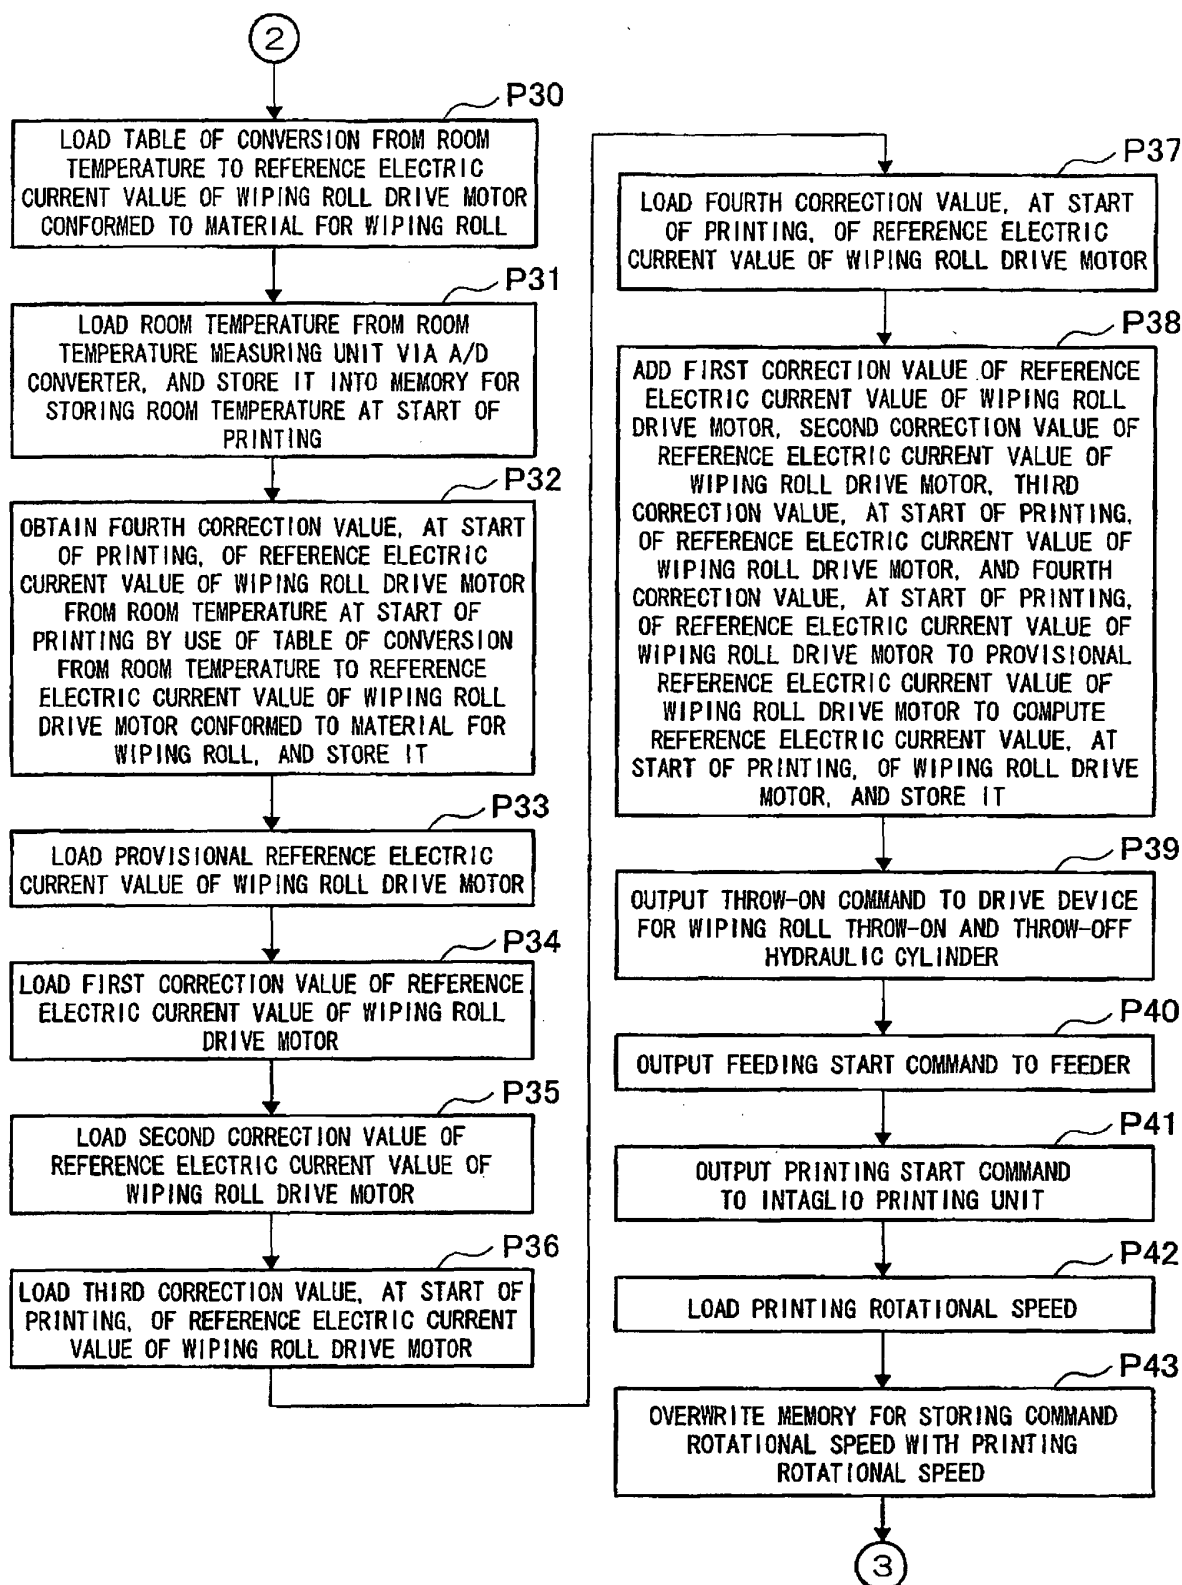 2
P30
LOAD TABLE OF CONVERSION FROM ROOM
TEMPERATURE TO REFERENCE ELECTRIC
CURRENT VALUE OF WIPING ROLL DRIVE MOTOR
CONFORMED TO MATERIAL FOR WIPING ROLL
P31
LOAD ROOM TEMPERATURE FROM ROOM
TEMPERATURE MEASURING UNIT VIA A/D
CONVERTER, AND STORE IT INTO MEMORY FOR
STORING ROOM TEMPERATURE AT START OF
PRINTING
P32
OBTAIN FOURTH CORRECTION VALUE, AT START
OF PRINTING, OF REFERENCE ELECTRIC
CURRENT VALUE OF WIPING ROLL DRIVE MOTOR
FROM ROOM TEMPERATURE AT START OF
PRINTING BY USE OF TABLE OF CONVERSION
FROM ROOM TEMPERATURE TO REFERENCE
ELECTRIC CURRENT VALUE OF WIPING ROLL
DRIVE MOTOR CONFORMED TO MATERIAL FOR
WIPING ROLL, AND STORE IT
P33
LOAD PROVISIONAL REFERENCE ELECTRIC
CURRENT VALUE OF WIPING ROLL DRIVE MOTOR
P34
LOAD FIRST CORRECTION VALUE OF REFERENCE
ELECTRIC CURRENT VALUE OF WIPING ROLL
DRIVE MOTOR
P35
LOAD SECOND CORRECTION VALUE OF
REFERENCE ELECTRIC CURRENT VALUE OF
WIPING ROLL DRIVE MOTOR
P36
LOAD THIRD CORRECTION VALUE, AT START OF
PRINTING, OF REFERENCE ELECTRIC CURRENT
VALUE OF WIPING ROLL DRIVE MOTOR
P37
LOAD FOURTH CORRECTION VALUE, AT START
OF PRINTING, OF REFERENCE ELECTRIC
CURRENT VALUE OF WIPING ROLL DRIVE MOTOR
P38
ADD FIRST CORRECTION VALUE OF REFERENCE
ELECTRIC CURRENT VALUE OF WIPING ROLL
DRIVE MOTOR, SECOND CORRECTION VALUE OF
REFERENCE ELECTRIC CURRENT VALUE OF
WIPING ROLL DRIVE MOTOR, THIRD
CORRECTION VALUE, AT START OF PRINTING,
OF REFERENCE ELECTRIC CURRENT VALUE OF
WIPING ROLL DRIVE MOTOR, AND FOURTH
CORRECTION VALUE, AT START OF PRINTING,
OF REFERENCE ELECTRIC CURRENT VALUE OF
WIPING ROLL DRIVE MOTOR TO PROVISIONAL
REFERENCE ELECTRIC CURRENT VALUE OF
WIPING ROLL DRIVE MOTOR TO COMPUTE
REFERENCE ELECTRIC CURRENT VALUE, AT
START OF PRINTING, OF WIPING ROLL DRIVE
MOTOR, AND STORE IT
P39
OUTPUT THROW-ON COMMAND TO DRIVE DEVICE
FOR WIPING ROLL THROW-ON AND THROW-OFF
HYDRAULIC CYLINDER
P40
OUTPUT FEEDING START COMMAND TO FEEDER
P41
OUTPUT PRINTING START COMMAND
TO INTAGLIO PRINTING UNIT
P42
LOAD PRINTING ROTATIONAL SPEED
P43
OVERWRITE MEMORY FOR STORING COMMAND
ROTATIONAL SPEED WITH PRINTING
ROTATIONAL SPEED
3